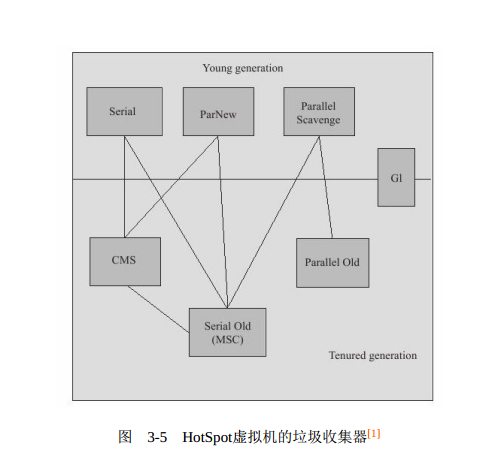 Young generation
Serial
ParNew
Parallel
Scavenge
Gl
CMS
Parallel Old
Serial Old
(MSC)
Tenured generation
图 3-5 HotSpot虚拟机的垃圾收集器[1]